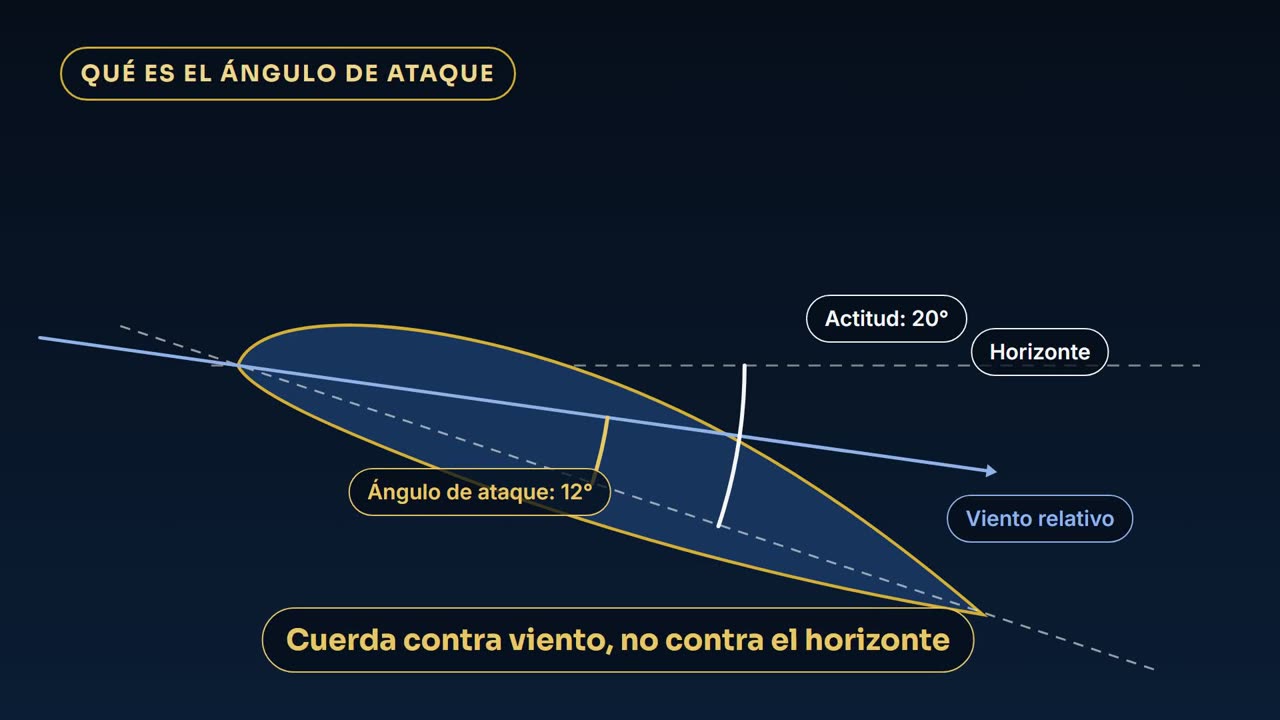 QUÉ ES EL ÁNGULO DE ATAQUE
Actitud: 20°
Horizonte
Ángulo de ataque: 12°
Viento relativo
Cuerda contra viento, no contra el horizonte